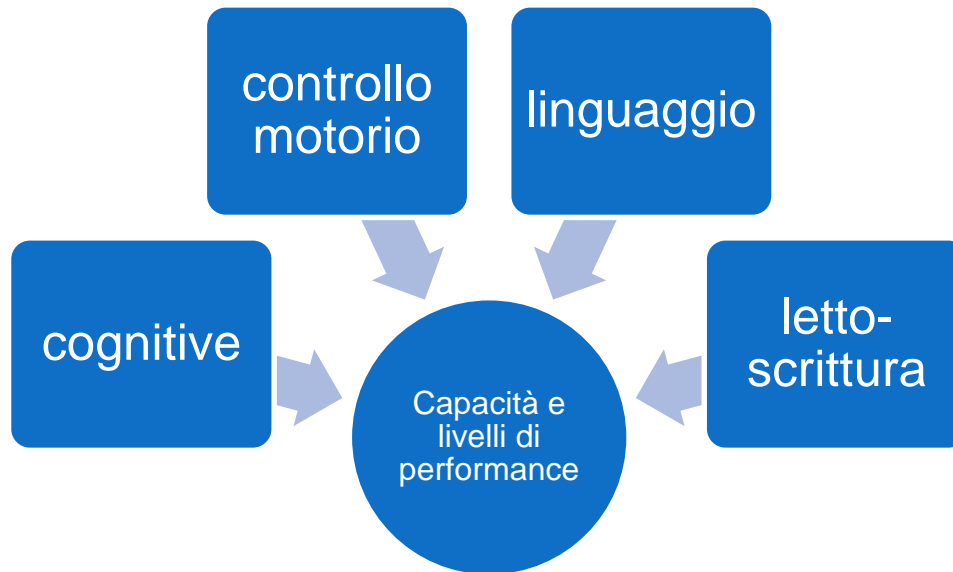 controllo
motorio
linguaggio
cognitive
letto-
scrittura
Capacità e
livelli di
performance